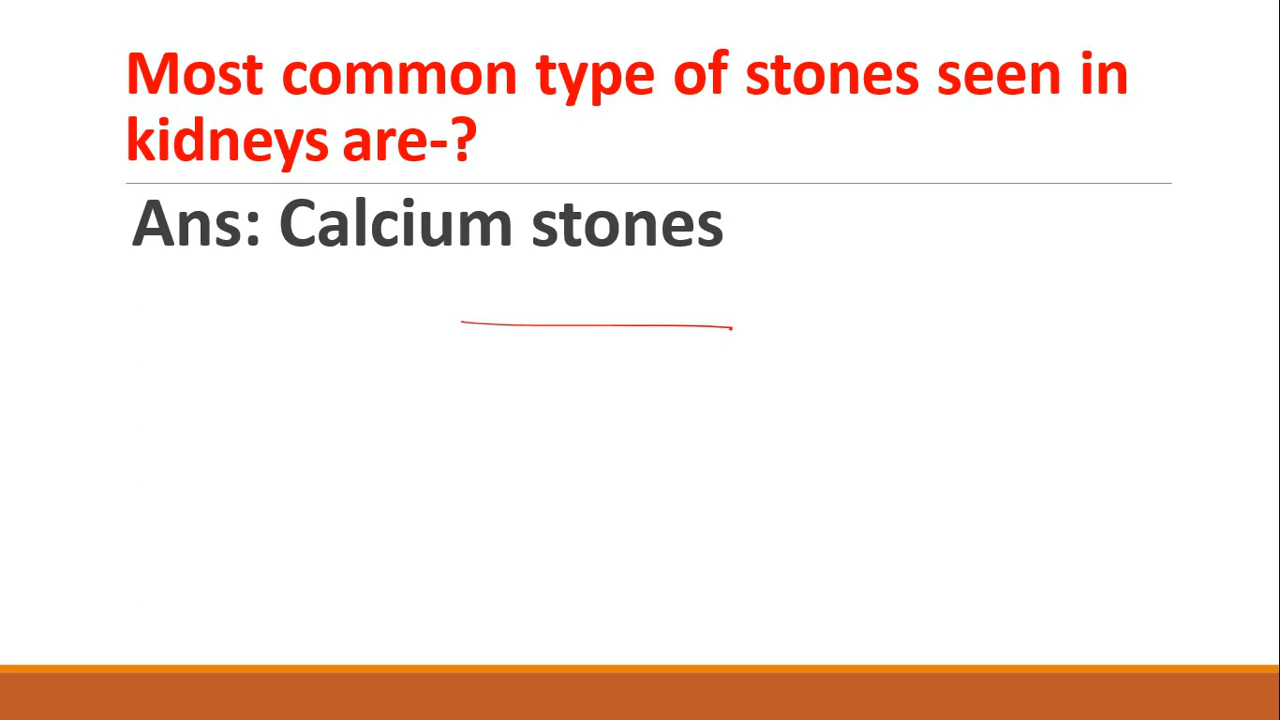 Most common type of stones seen in
kidneys are-?
Ans: Calcium stones